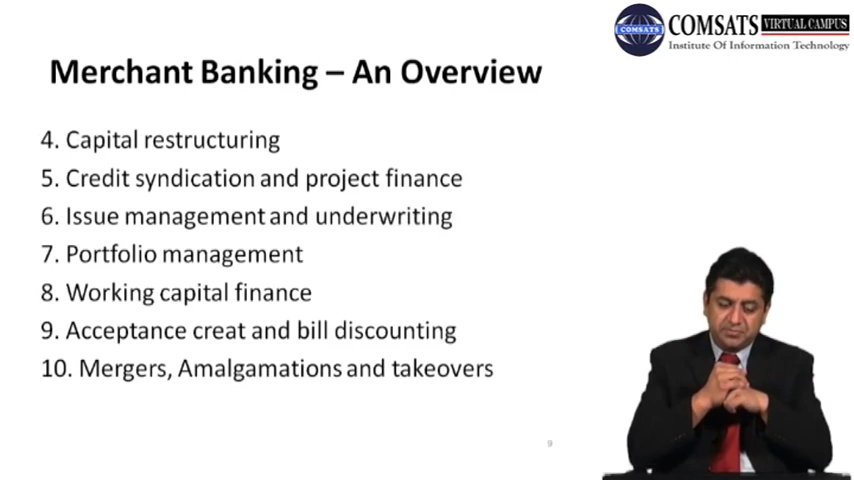 COMSATS VIRTUAL CAMPUS
Institute Of Information Technology
COMSATS
Merchant Banking – An Overview
4. Capital restructuring
5. Credit syndication and project finance
6. Issue management and underwriting
7. Portfolio management
8. Working capital finance
9. Acceptance creat and bill discounting
10. Mergers, Amalgamations and takeovers
9